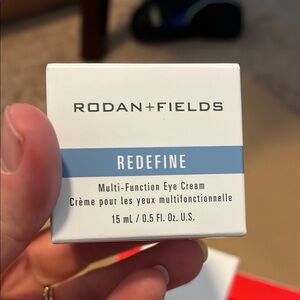 RODAN+FIELDS
REDEFINE
Multi-Function Eye Cream
Crème pour les yeux multifonctionnelle
15 mL / 0.5 Fl. Oz. U.S.